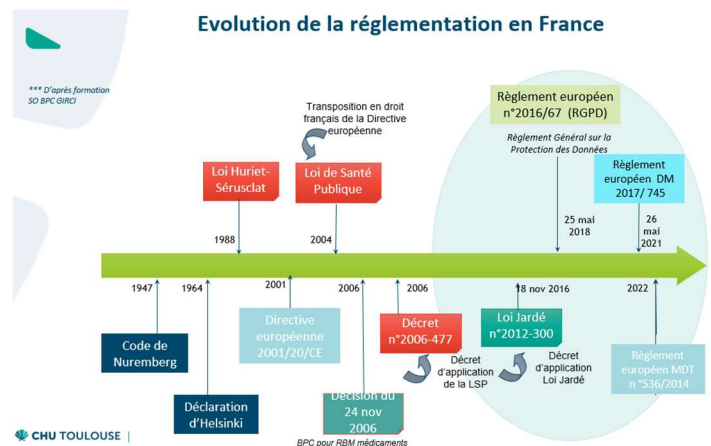 Evolution de la réglementation en France
*** D'après formation
SO BPC GIRCI
Transposition en droit
français de la Directive
européenne
Règlement européen
n°2016/67 (RGPD)
Règlement Général sur la
Protection des Données
Loi Huriet-
Sérusclat
Loi de Santé
Publique
Règlement
européen DM
2017/ 745
1988
2004
25 mai
2018
26
mai
2021
1947
1964
2001
2006
2006
18 nov 2016
2022
Code de
Nuremberg
Déclaration
d'Helsinki
Directive
européenne
2001/20/CE
Décision du
24 nov
2006
BPC pour RBM médicaments
Décret
n°2006-477
Décret
d'application
de la LSP
Loi Jardé
n°2012-300
Décret
d'application
Loi Jardé
Règlement
européen MDT
n °536/2014
CHU TOULOUSE